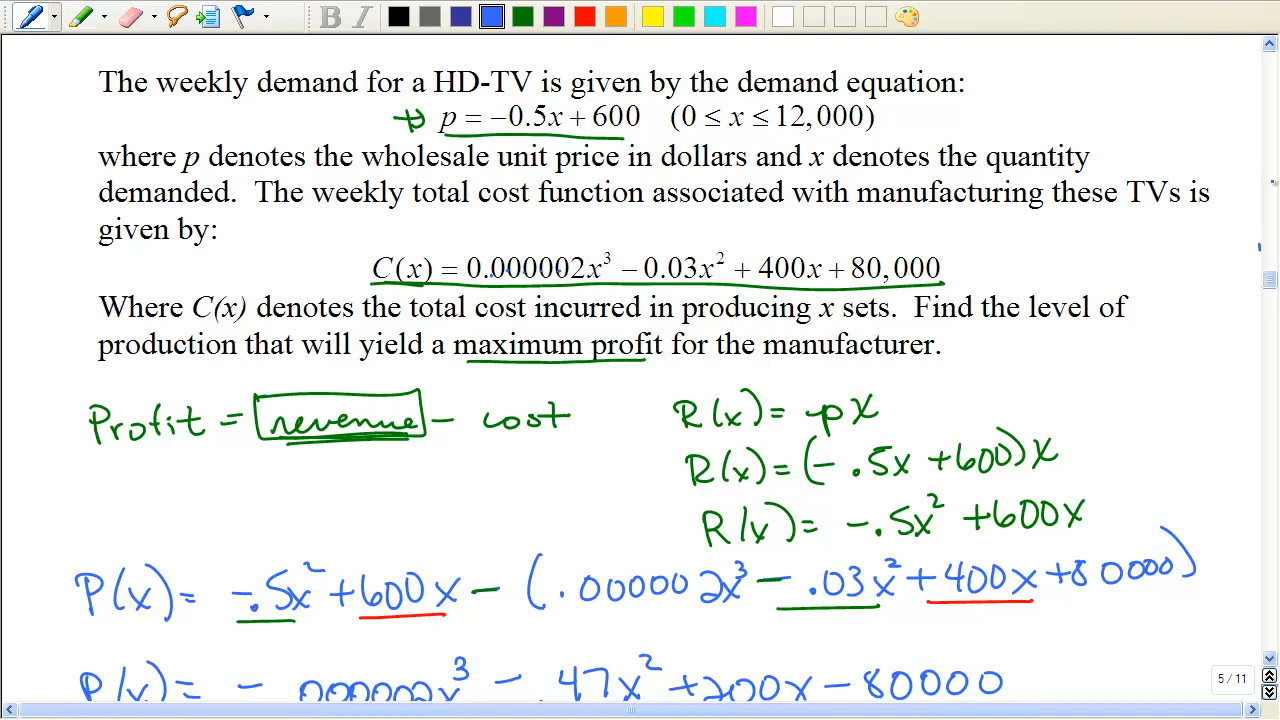 B I
The weekly demand for a HD-TV is given by the demand equation:
p = −0.5x + 600 (0 ≤ x ≤ 12,000)
where p denotes the wholesale unit price in dollars and x denotes the quantity
demanded. The weekly total cost function associated with manufacturing these TVs is
given by:
C(x) = 0.000002x³ − 0.03x² + 400x + 80,000
Where C(x) denotes the total cost incurred in producing x sets. Find the level of
production that will yield a maximum profit for the manufacturer.
Profit = revenue − cost
R(x) = px
R(x) = (− .5x + 600)x
R(x) = −.5x² + 600x
P(x) = −.5x² + 600x − (.000002x³ − .03x² + 400x + 80000)
P(x) = − .000002x³ − .47x² + 200x − 80000
5 / 11